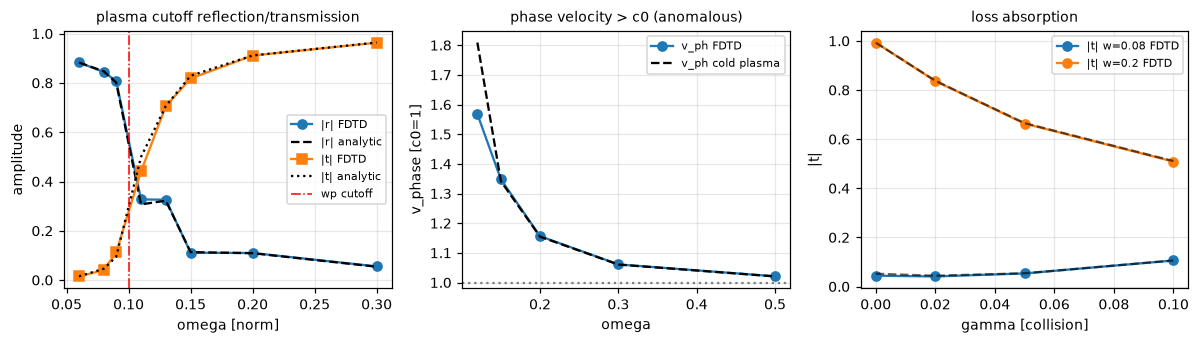 plasma cutoff reflection/transmission
amplitude
1.0
0.8
0.6
0.4
0.2
0.0
|r| FDTD
|r| analytic
|t| FDTD
|t| analytic
wp cutoff
0.05
0.10
0.15
0.20
0.25
0.30
omega [norm]
phase velocity > c0 (anomalous)
v_phase [c0=1]
1.8
1.7
1.6
1.5
1.4
1.3
1.2
1.1
1.0
v_ph FDTD
v_ph cold plasma
0.2
0.3
0.4
0.5
omega
loss absorption
|t|
1.0
0.8
0.6
0.4
0.2
0.0
|t| w=0.08 FDTD
|t| w=0.2 FDTD
0.00
0.02
0.04
0.06
0.08
0.10
gamma [collision]